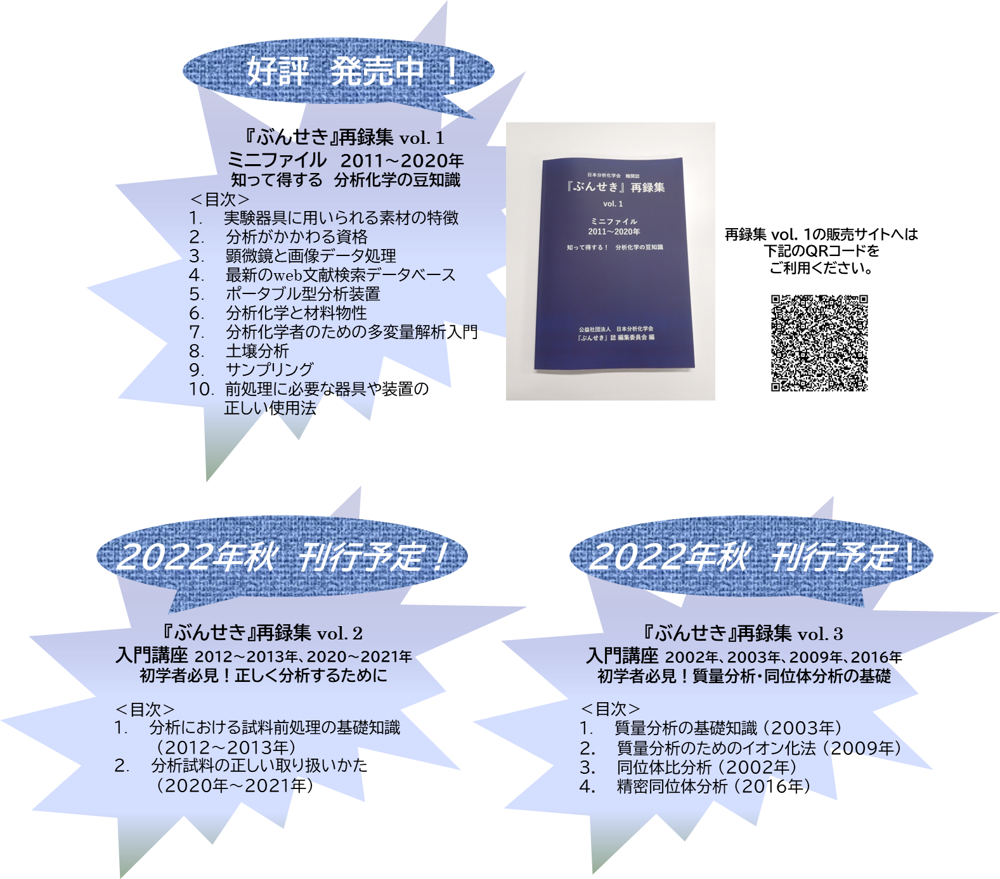 好評　発売中　！
『ぶんせき』再録集 vol. 1
ミニファイル　2011～2020年
知って得する　分析化学の豆知識
＜目次＞
1.　実験器具に用いられる素材の特徴
2.　分析がかかわる資格
3.　顕微鏡と画像データ処理
4.　最新のweb文献検索データベース
5.　ポータブル型分析装置
6.　分析化学と材料物性
7.　分析化学者のための多変量解析入門
8.　土壌分析
9.　サンプリング
10.　前処理に必要な器具や装置の
正しい使用法
日本分析化学会　機関誌
『ぶんせき』再録集
vol. 1
ミニファイル
2011～2020年
知って得する！　分析化学の豆知識
公益社団法人　日本分析化学会
『ぶんせき』誌 編集委員会 編
再録集 vol. 1の販売サイトへは
下記のQRコードを
ご利用ください。
2022年秋　刊行予定！
『ぶんせき』再録集 vol. 2
入門講座 2012～2013年、2020～2021年
初学者必見！正しく分析するために
＜目次＞
1.　分析における試料前処理の基礎知識
（2012～2013年）
2.　分析試料の正しい取り扱いかた
（2020年～2021年）
2022年秋　刊行予定！
『ぶんせき』再録集 vol. 3
入門講座 2002年、2003年、2009年、2016年
初学者必見！質量分析・同位体分析の基礎
＜目次＞
1.　質量分析の基礎知識（2003年）
2.　質量分析のためのイオン化法（2009年）
3.　同位体比分析（2002年）
4.　精密同位体分析（2016年）